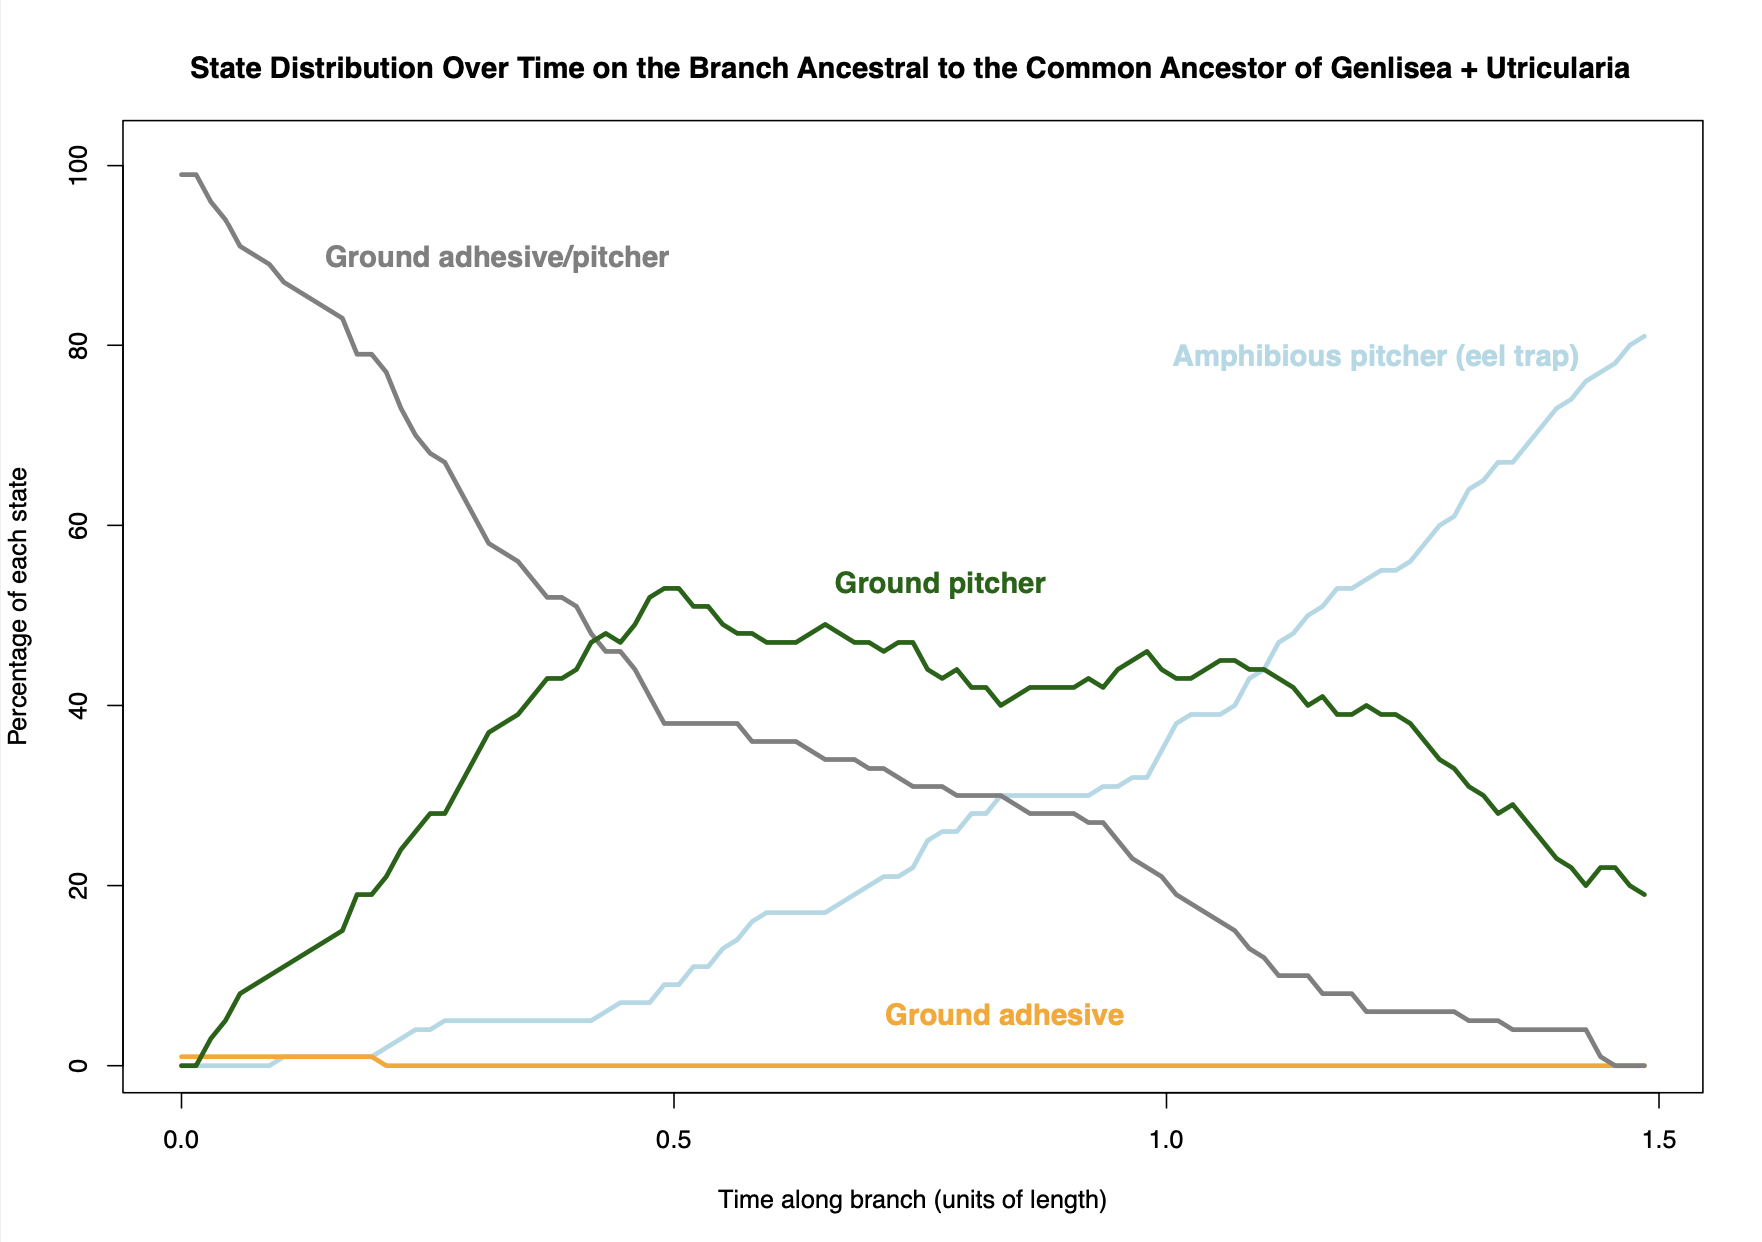 State Distribution Over Time on the Branch Ancestral to the Common Ancestor of Genlisea + Utricularia
100
Ground adhesive/pitcher
80
Amphibious pitcher (eel trap)
60
Percentage of each state
Ground pitcher
40
20
Ground adhesive
0
0.0 0.5 1.0 1.5
Time along branch (units of length)